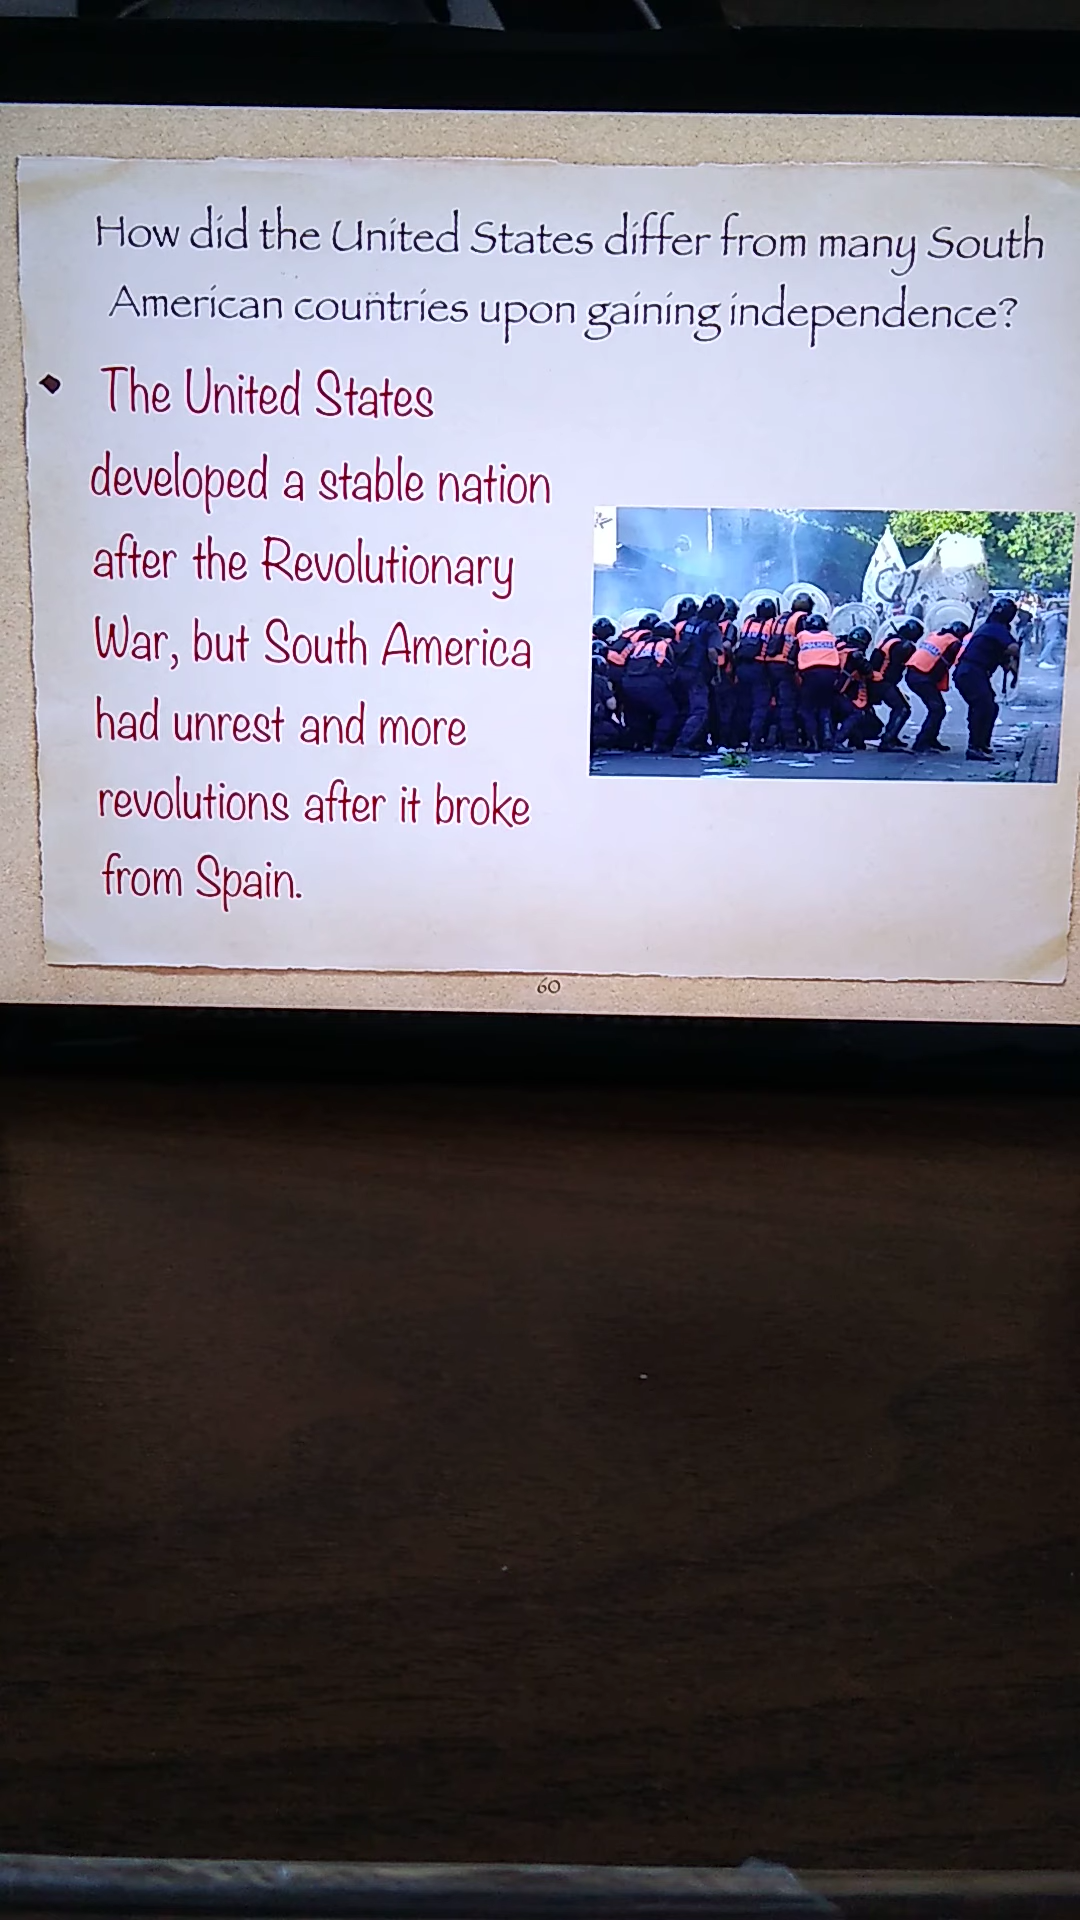 How did the United States differ from many South
American countries upon gaining independence?
• The United States
developed a stable nation
after the Revolutionary
War, but South America
had unrest and more
revolutions after it broke
from Spain.
60